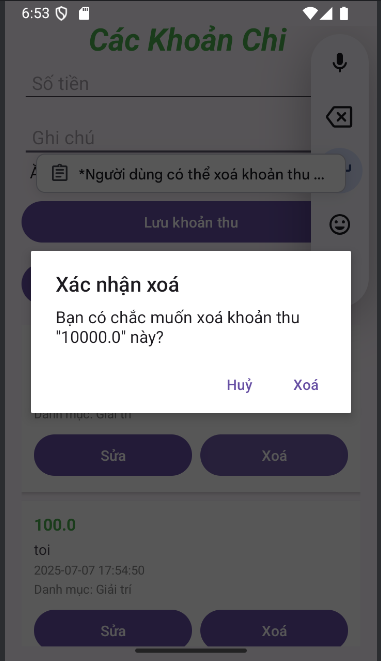 6:53
Các Khoản Chi
Số tiền
Ghi chú
*Người dùng có thể xoá khoản thu ...
Lưu khoản thu
Xác nhận xoá
Bạn có chắc muốn xoá khoản thu
"10000.0" này?
Huỷ Xoá
Danh mục: Giải trí
Sửa Xoá
100.0
toi
2025-07-07 17:54:50
Danh mục: Giải trí
Sửa Xoá